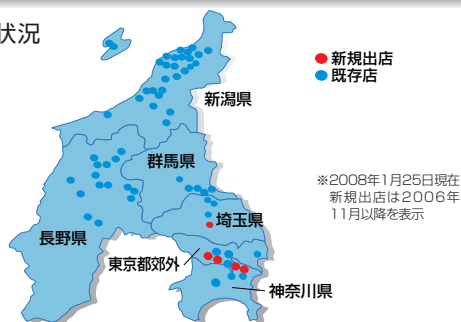 状況
新規出店
既存店
新潟県
群馬県
※2008年1月25日現在
新規出店は2006年
11月以降を表示
埼玉県
長野県
東京都郊外
神奈川県